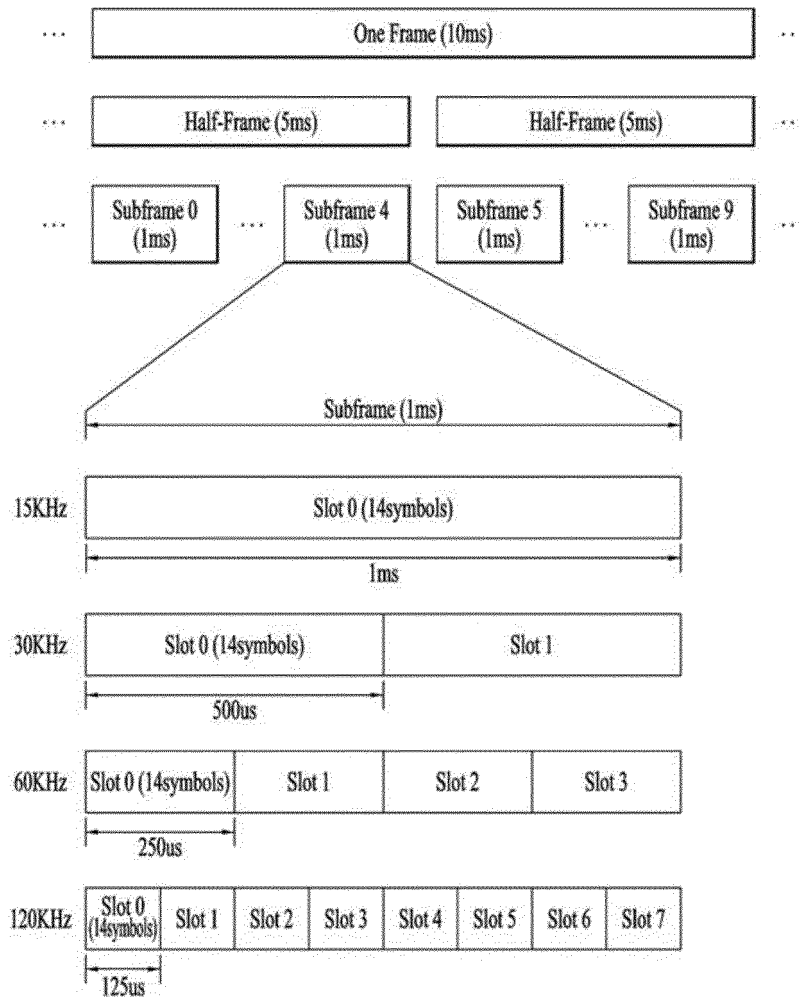 ... One Frame (10ms) ..
... Half-Frame (5ms) Half-Frame (5ms) ..
... Subframe 0 ... Subframe 4 Subframe 5 ... Subframe 9 ..
(1ms) (1ms) (1ms) (1ms)
Subframe (1ms)
15KHz Slot 0 (14symbols)
1ms
30KHz Slot 0 (14symbols) Slot 1
500us
60KHz Slot 0 (14symbols) Slot 1 Slot 2 Slot 3
250us
120KHz Slot 0 Slot 1 Slot 2 Slot 3 Slot 4 Slot 5 Slot 6 Slot 7
(14symbols)
125us